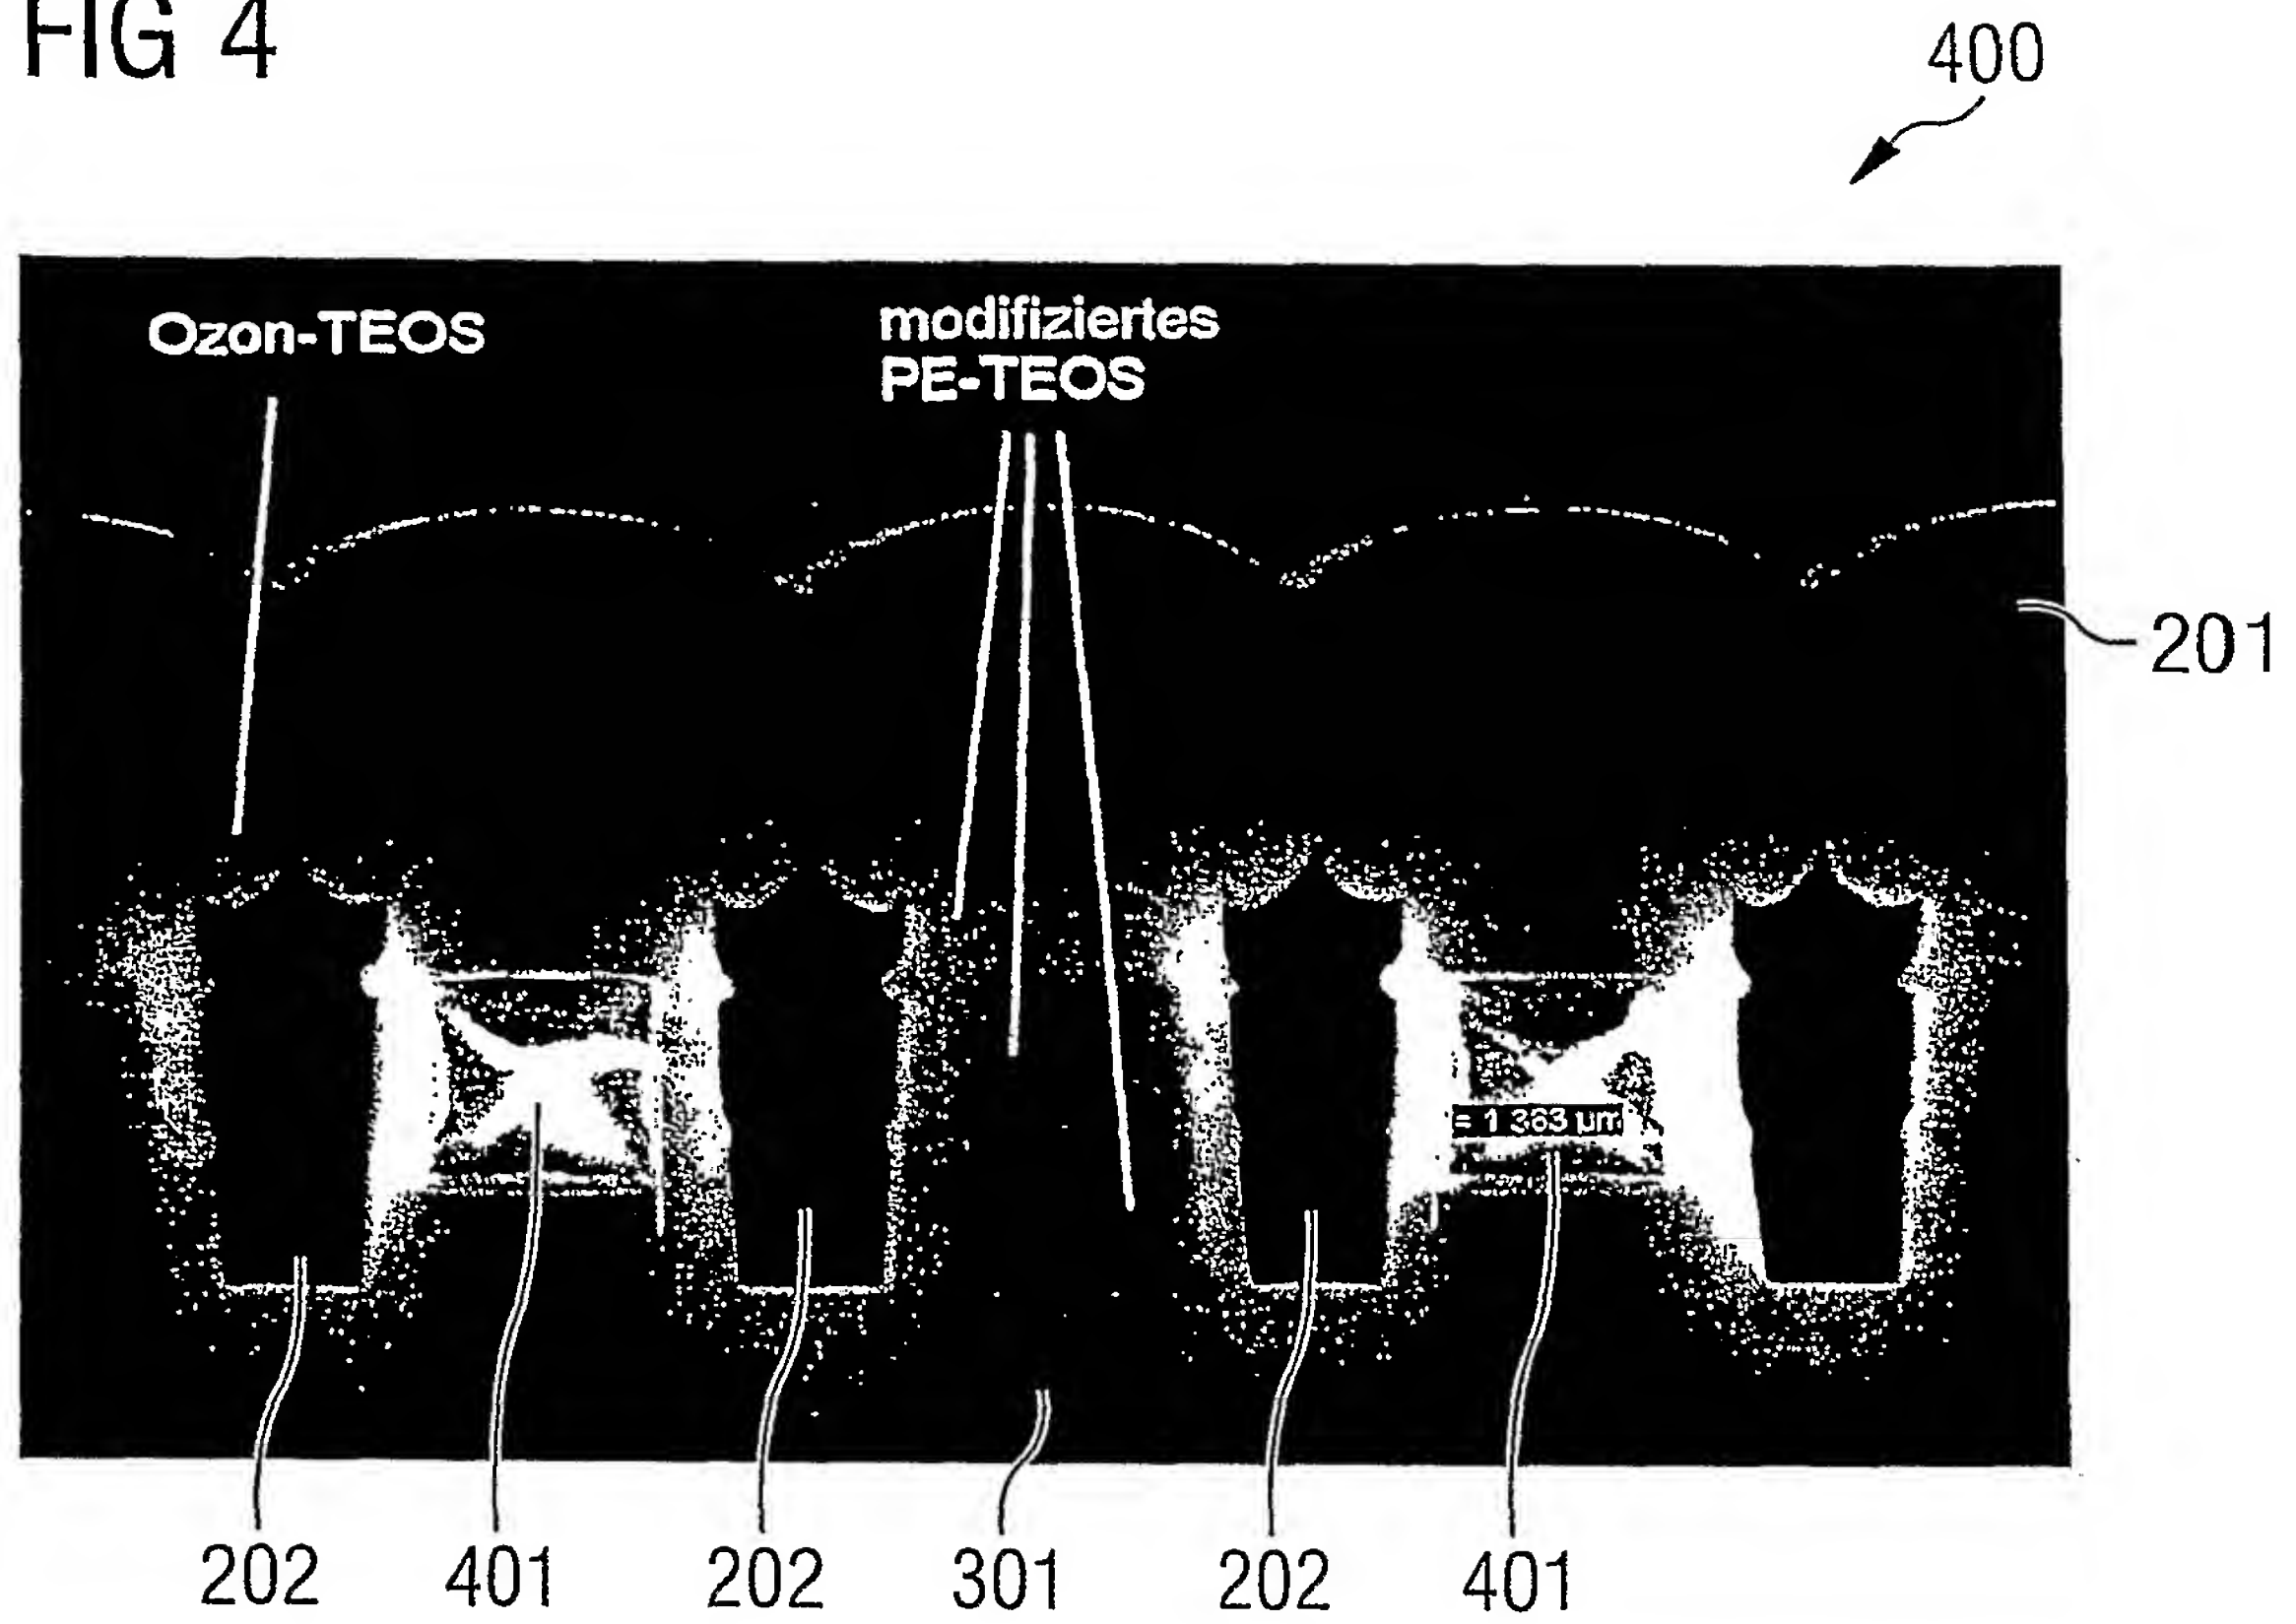 FIG 4
400
Ozon-TEOS
modifiziertes
PE-TEOS
201
= 1 363 µm
202
401
202
301
202
401